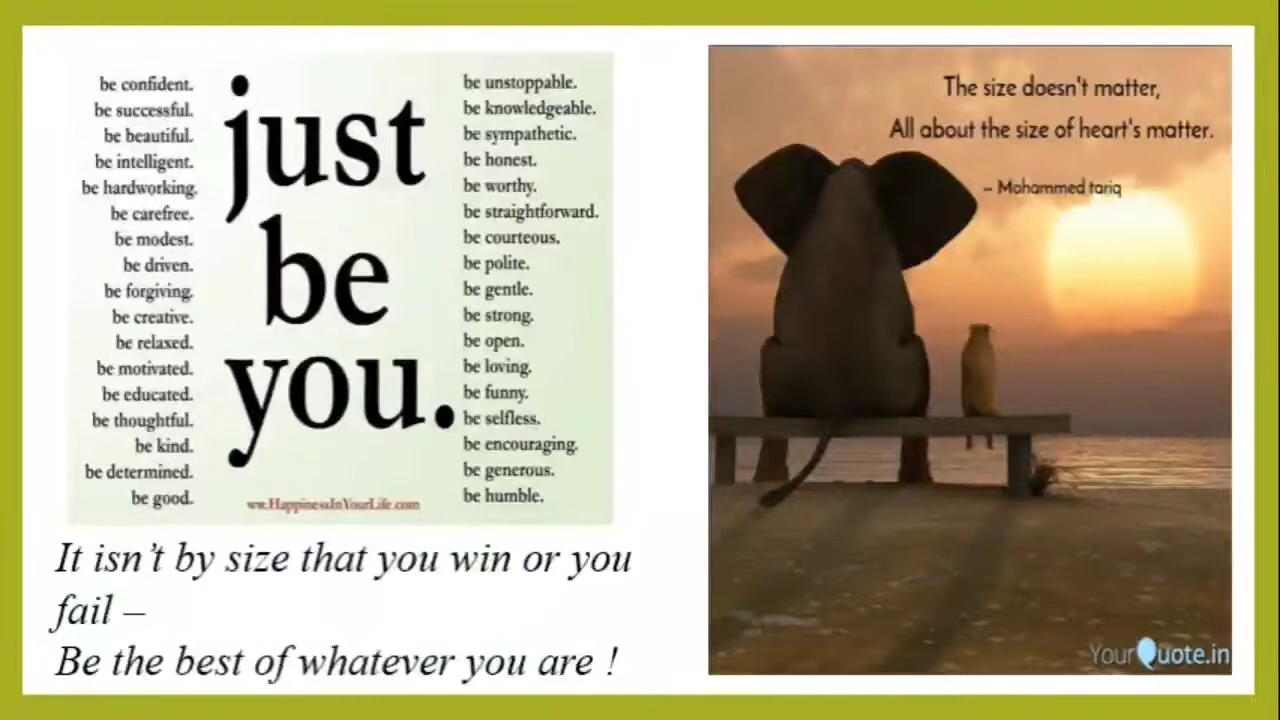 be confident.
be successful.
be beautiful.
be intelligent.
be hardworking.
be carefree.
be modest.
be driven.
be forgiving.
be creative.
be relaxed.
be motivated.
be educated.
be thoughtful.
be kind.
be determined.
be good.
just
be
you.
be unstoppable.
be knowledgeable.
be sympathetic.
be honest.
be worthy.
be straightforward.
be courteous.
be polite.
be gentle.
be strong.
be open.
be loving.
be funny.
be selfless.
be encouraging.
be generous.
be humble.
ww.HappinessInYourLife.com
It isn't by size that you win or you
fail –
Be the best of whatever you are !
The size doesn't matter,
All about the size of heart's matter.
– Mohammed tariq
YourQuote.in